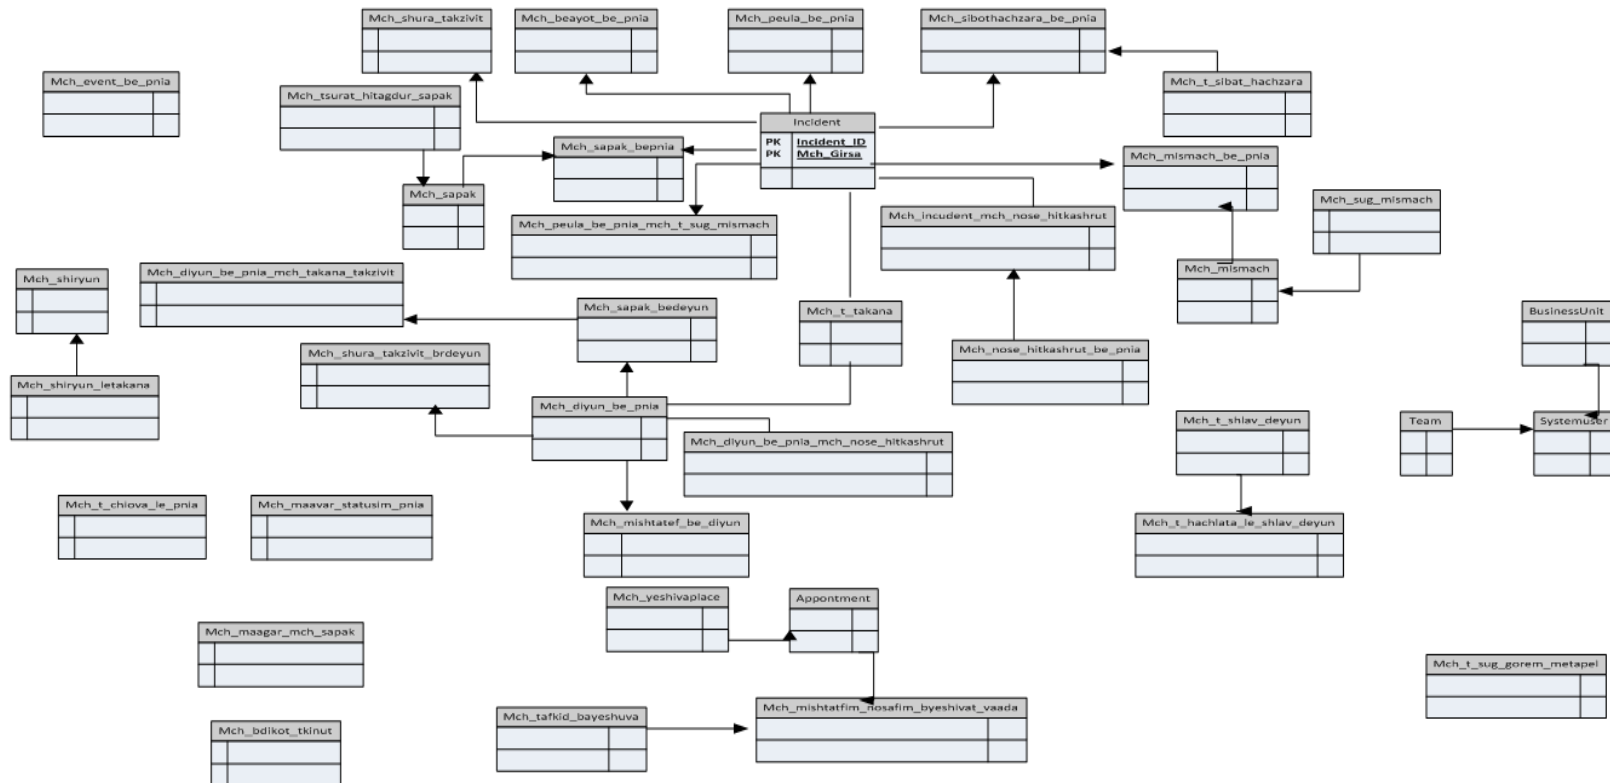 Mch_shura_takzivit
Mch_beayot_be_pnia
Mch_peula_be_pnia
Mch_sibothachzara_be_pnia
Mch_event_be_pnia
Mch_t_sibat_hachzara
Mch_tsurat_hitagdur_sapak
Incident
PK Incident_ID
PK Mch_Girsa
Mch_sapak_bepnia
Mch_mismach_be_pnia
Mch_sapak
Mch_sug_mismach
Mch_peula_be_pnia_mch_t_sug_mismach
Mch_incudent_mch_nose_hitkashrut
Mch_shiryun
Mch_diyun_be_pnia_mch_takana_takzivit
Mch_mismach
Mch_sapak_bedeyun
Mch_t_takana
BusinessUnit
Mch_shura_takzivit_brdeyun
Mch_nose_hitkashrut_be_pnia
Mch_shiryun_letakana
Mch_diyun_be_pnia
Mch_t_shlav_deyun
Team
Systemuser
Mch_diyun_be_pnia_mch_nose_hitkashrut
Mch_t_chiova_le_pnia
Mch_maavar_statusim_pnia
Mch_mishtatef_be_diyun
Mch_t_hachlata_le_shlav_deyun
Mch_yeshivaplace
Appontment
Mch_maagar_mch_sapak
Mch_t_sug_gorem_metapel
Mch_tafkid_bayeshuva
Mch_mishtatfim_nosafim_byeshivat_vaada
Mch_bdikot_tkinut